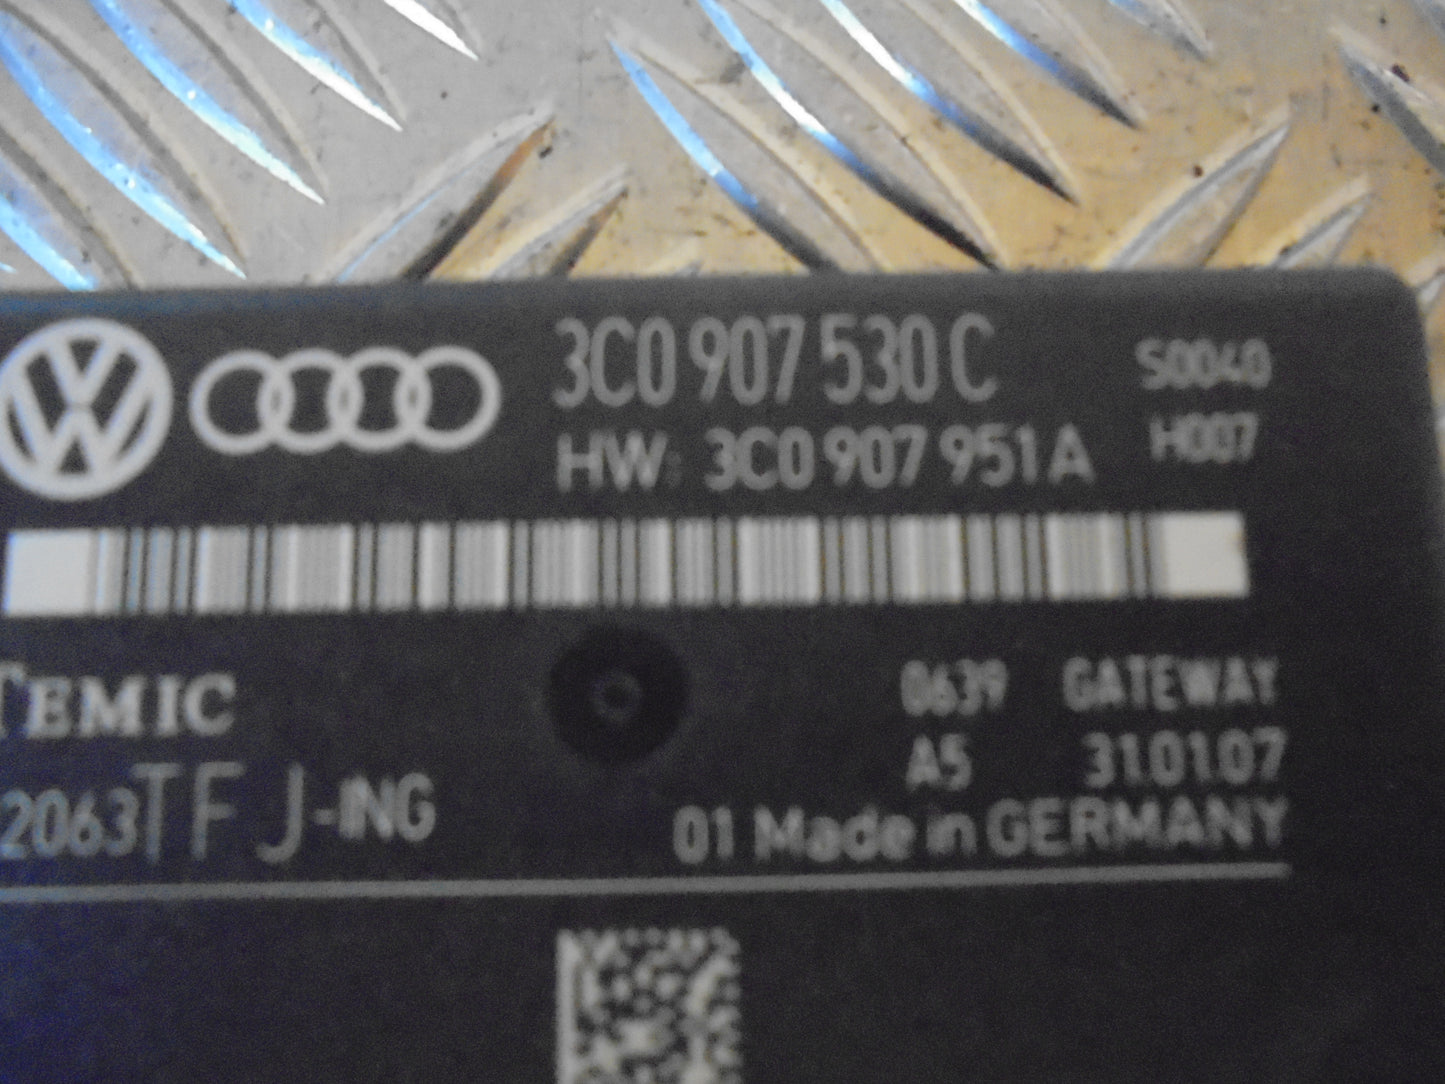 3C0 907 530 C S0040
HW: 3C0 907 951 A H007
TEMIC 0639 GATEWAY
A5 31.01.07
2063TFJ-ING 01 Made in GERMANY